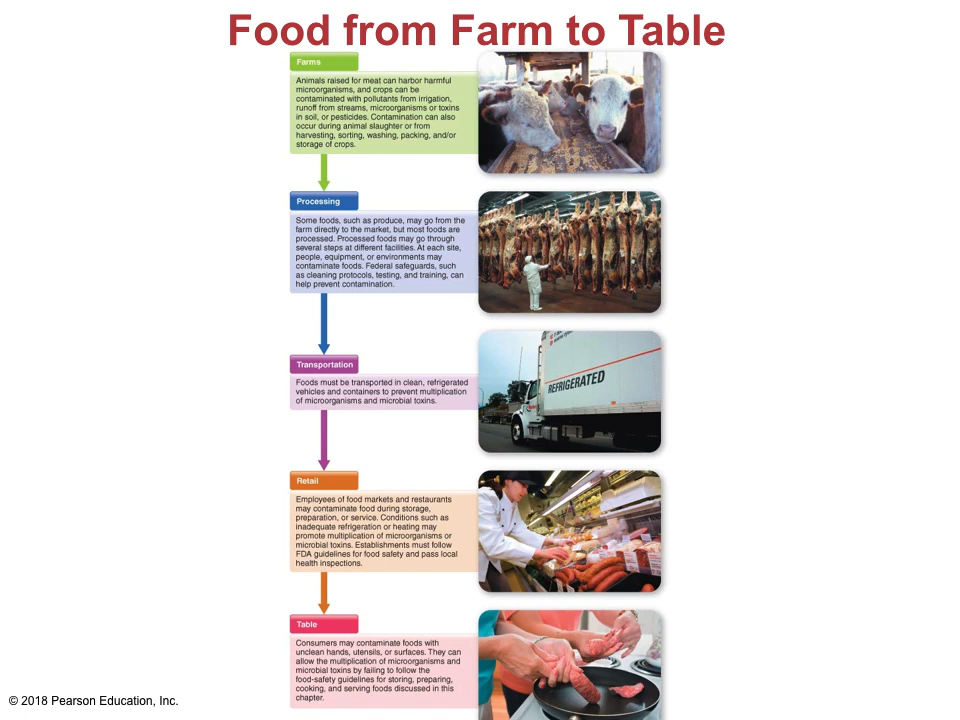 Food from Farm to Table
Farms
Animals raised for meat can harbor harmful
microorganisms, and crops can be
contaminated with pollutants from irrigation,
runoff from streams, microorganisms or toxins
in soil, or pesticides. Contamination can also
occur during animal slaughter or from
harvesting, sorting, washing, packing, and/or
storage of crops.
Processing
Some foods, such as produce, may go from the
farm directly to the market, but most foods are
processed. Processed foods may go through
several steps at different facilities. At each site,
people, equipment, or environments may
contaminate foods. Federal safeguards, such
as cleaning protocols, testing, and training, can
help prevent contamination.
Transportation
Foods must be transported in clean, refrigerated
vehicles and containers to prevent multiplication
of microorganisms and microbial toxins.
REFRIGERATED
Retail
Employees of food markets and restaurants
may contaminate food during storage,
preparation, or service. Conditions such as
inadequate refrigeration or heating may
promote multiplication of microorganisms or
microbial toxins. Establishments must follow
FDA guidelines for food safety and pass local
health inspections.
Table
Consumers may contaminate foods with
unclean hands, utensils, or surfaces. They can
allow the multiplication of microorganisms and
microbial toxins by failing to follow the
food-safety guidelines for storing, preparing,
cooking, and serving foods discussed in this
chapter.
© 2018 Pearson Education, Inc.